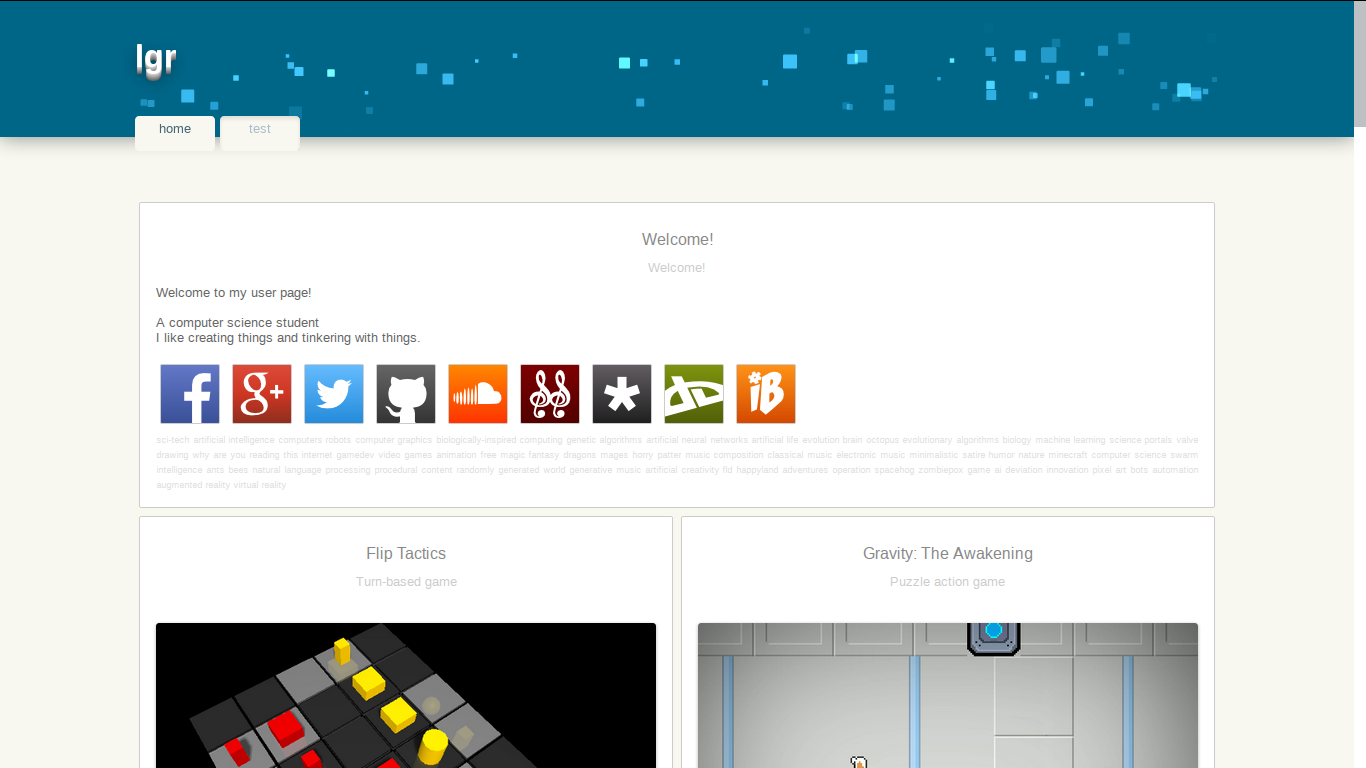 lgr
home test
Welcome!
Welcome!
Welcome to my user page!
A computer science student
I like creating things and tinkering with things.
sci-tech artificial intelligence computers robots computer graphics biologically-inspired computing genetic algorithms artificial neural networks artificial life evolution brain octopus evolutionary algorithms biology machine learning science portals valve
drawing why are you reading this internet gamedev video games animation free magic fantasy dragons mages horry patter music composition classical music electronic music minimalistic satire humor nature minecraft computer science swarm
intelligence ants bees natural language processing procedural content randomly generated world generative music artificial creativity fld happyland adventures operation spacehog zombiepox game ai deviation innovation pixel art bots automation
augmented reality virtual reality
Flip Tactics
Turn-based game
Gravity: The Awakening
Puzzle action game